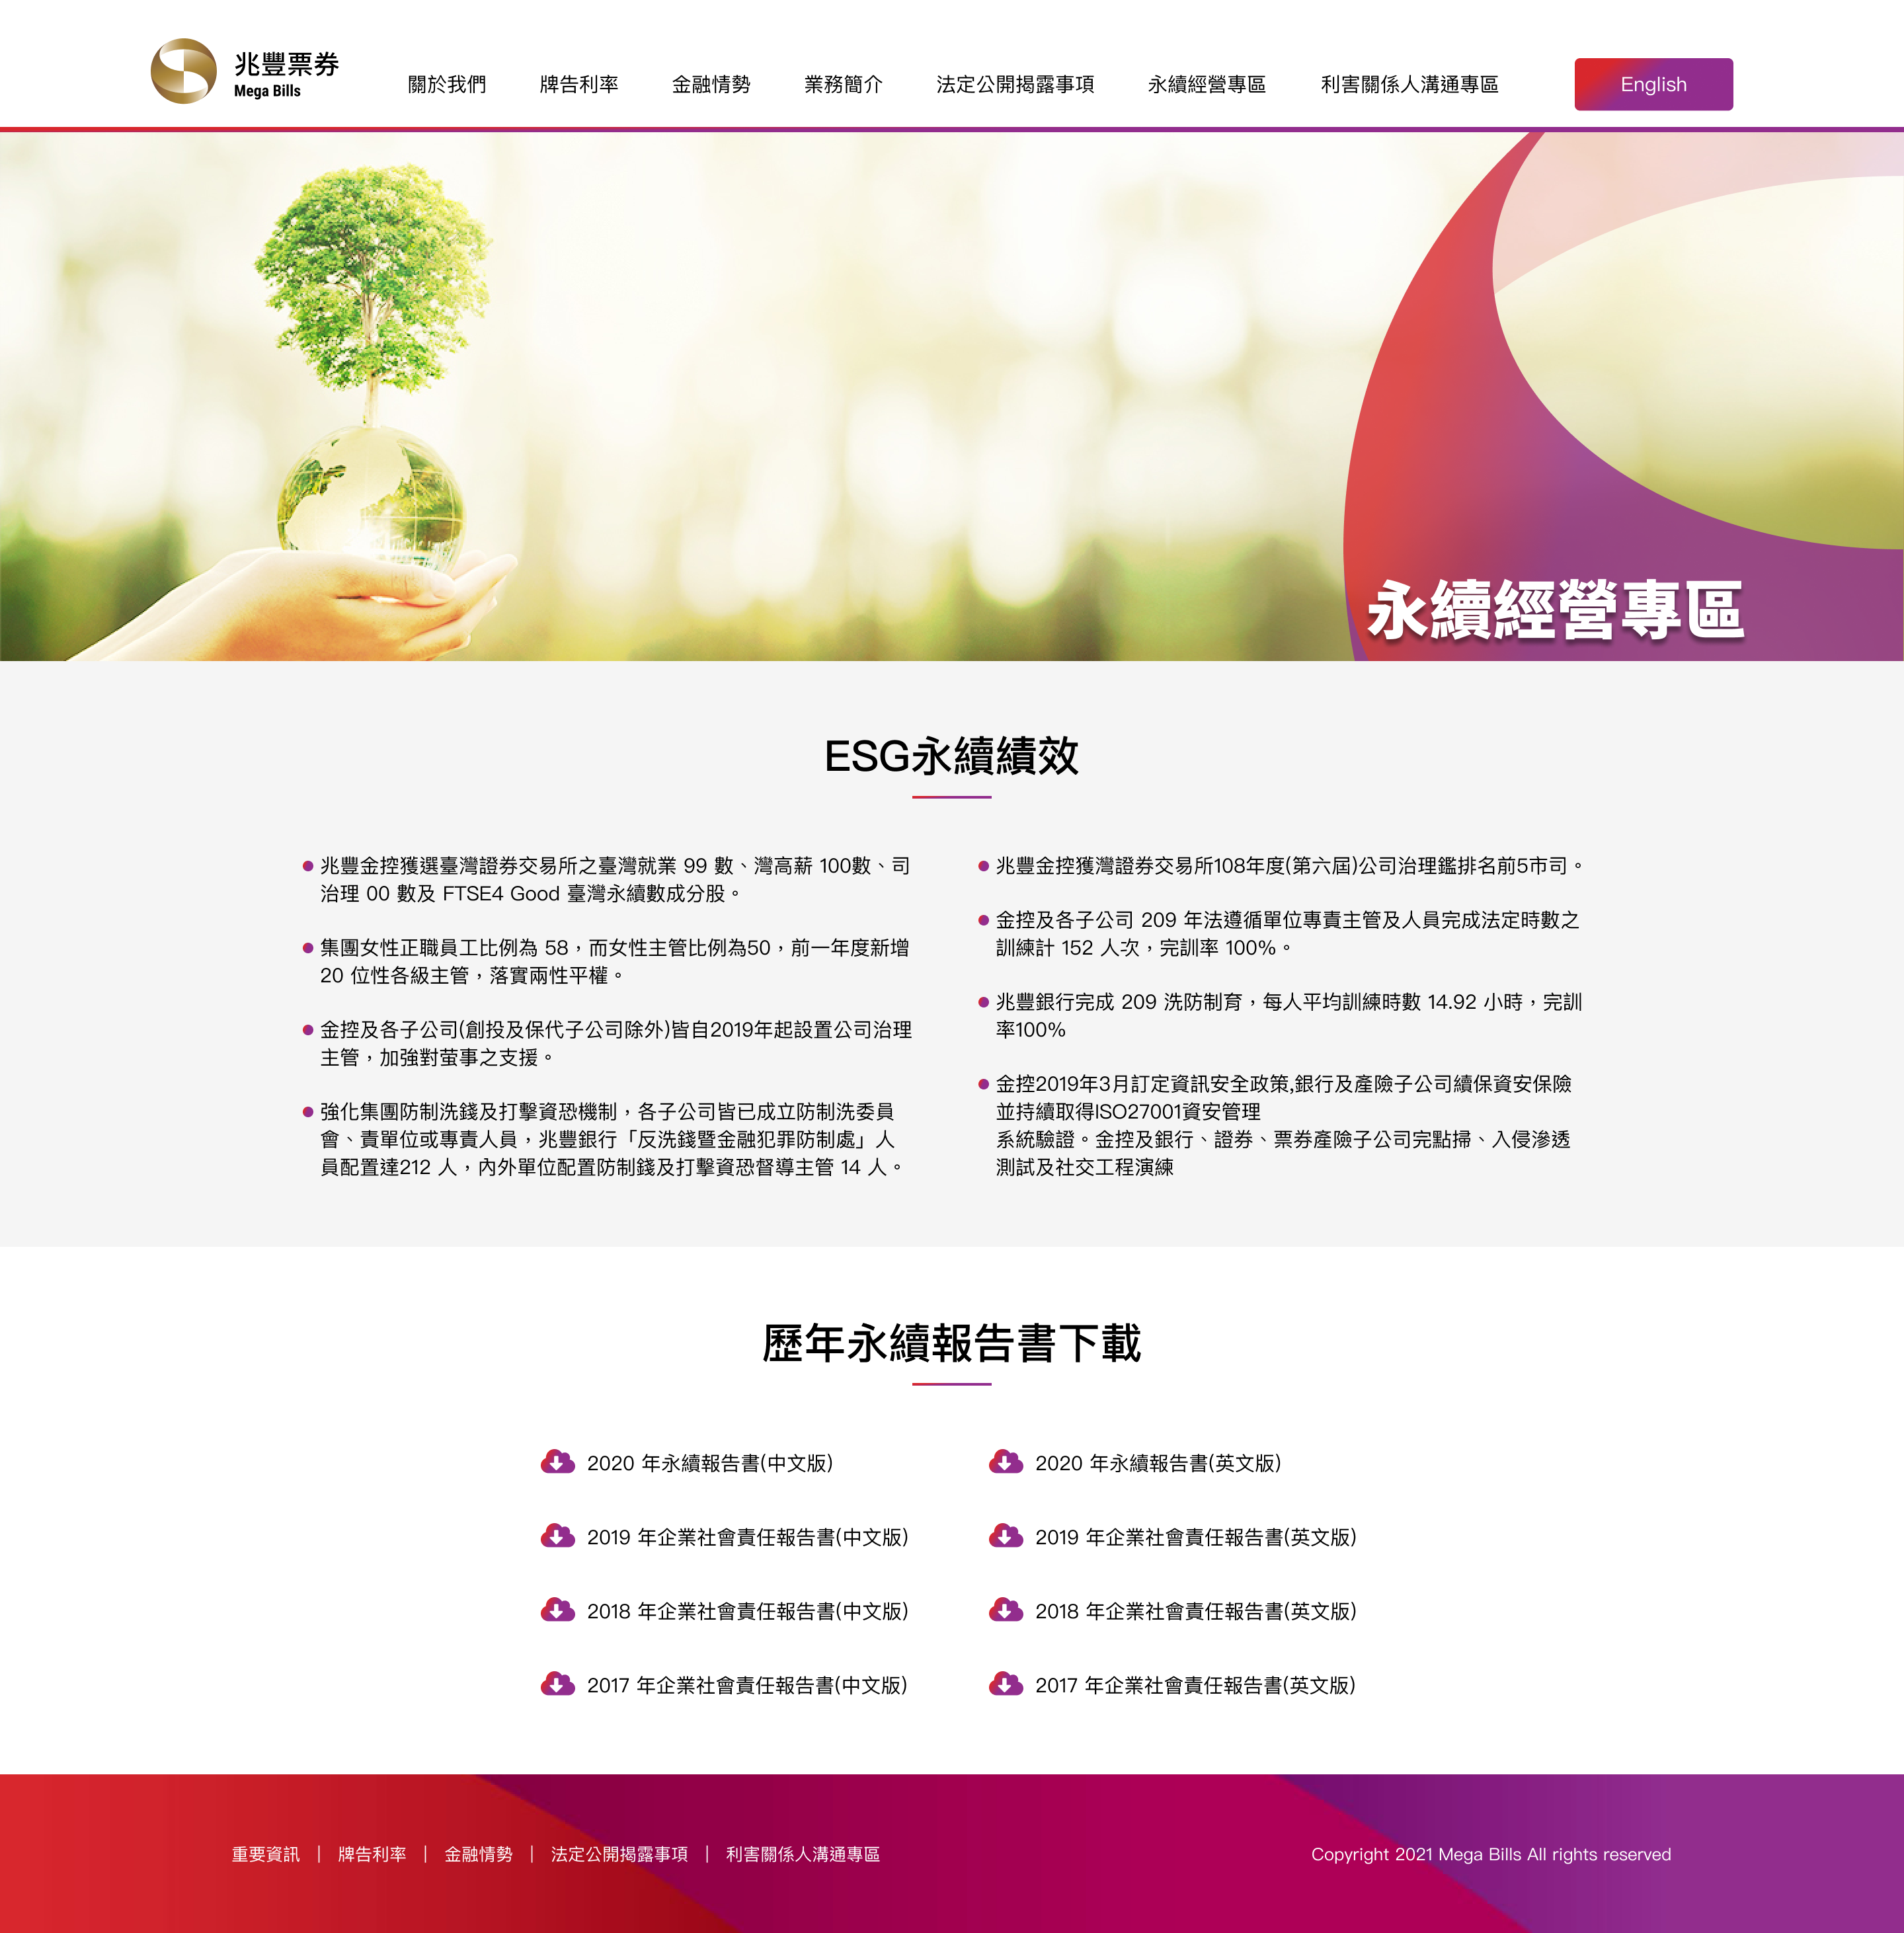 兆豐票券
Mega Bills
關於我們
牌告利率
金融情勢
業務簡介
法定公開揭露事項
永續經營專區
利害關係人溝通專區
English
永續經營專區
ESG永續績效
兆豐金控獲選臺灣證券交易所之臺灣就業 99 數、灣高薪 100數、司
治理 00 數及 FTSE4 Good 臺灣永續數成分股。
集團女性正職員工比例為 58，而女性主管比例為50，前一年度新增
20 位性各級主管，落實兩性平權。
金控及各子公司(創投及保代子公司除外)皆自2019年起設置公司治理
主管，加強對萤事之支援。
強化集團防制洗錢及打擊資恐機制，各子公司皆已成立防制洗委員
會、責單位或專責人員，兆豐銀行「反洗錢暨金融犯罪防制處」人
員配置達212 人，內外單位配置防制錢及打擊資恐督導主管 14 人。
兆豐金控獲灣證券交易所108年度(第六屆)公司治理鑑排名前5市司。
金控及各子公司 209 年法遵循單位專責主管及人員完成法定時數之
訓練計 152 人次，完訓率 100%。
兆豐銀行完成 209 洗防制育，每人平均訓練時數 14.92 小時，完訓
率100%
金控2019年3月訂定資訊安全政策,銀行及產險子公司續保資安保險
並持續取得ISO27001資安管理
系統驗證。金控及銀行、證券、票券產險子公司完點掃、入侵滲透
測試及社交工程演練
歷年永續報告書下載
2020 年永續報告書(中文版)
2020 年永續報告書(英文版)
2019 年企業社會責任報告書(中文版)
2019 年企業社會責任報告書(英文版)
2018 年企業社會責任報告書(中文版)
2018 年企業社會責任報告書(英文版)
2017 年企業社會責任報告書(中文版)
2017 年企業社會責任報告書(英文版)
重要資訊 | 牌告利率 | 金融情勢 | 法定公開揭露事項 | 利害關係人溝通專區
Copyright 2021 Mega Bills All rights reserved